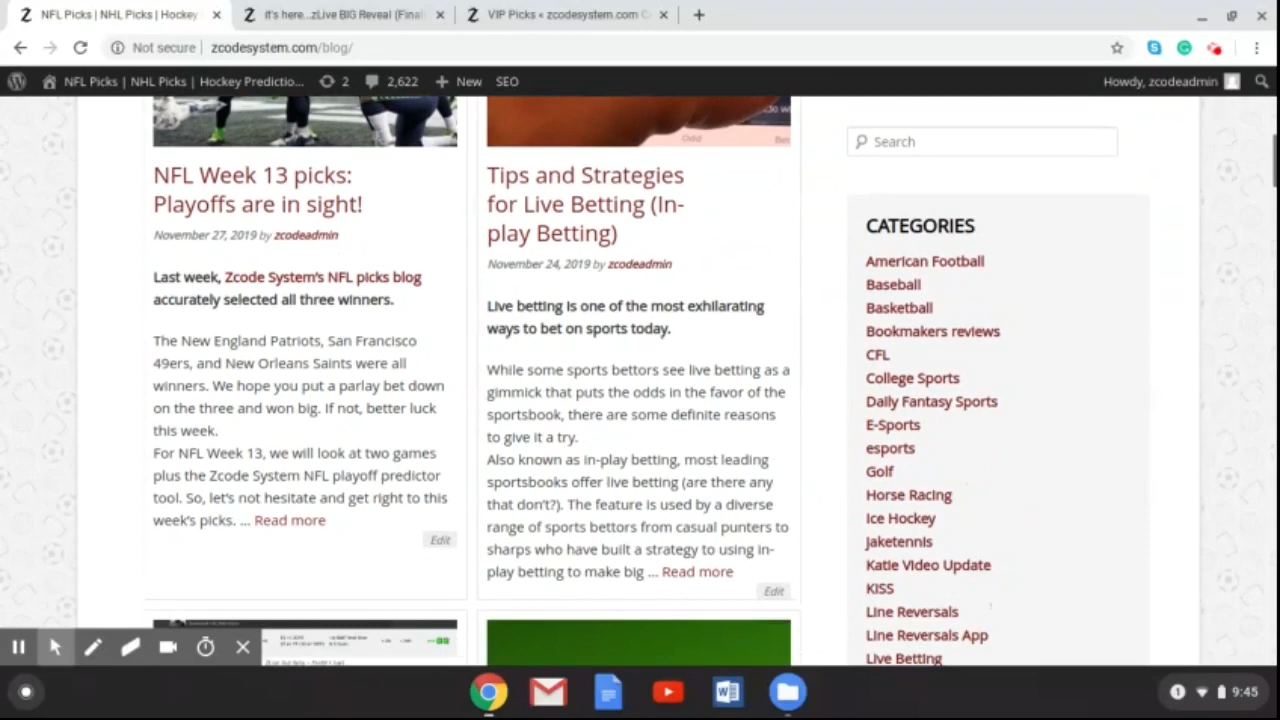 NFL Picks | NHL Picks | Hockey
it's here...zLive BIG Reveal (Final
VIP Picks « zcodesystem.com C
Not secure
zcodesystem.com/blog/
NFL Picks | NHL Picks | Hockey Predictio...
2
2,622
New
SEO
Howdy, zcodeadmin
Odd
NFL Week 13 picks:
Playoffs are in sight!
November 27, 2019 by zcodeadmin
Last week, Zcode System's NFL picks blog
accurately selected all three winners.
The New England Patriots, San Francisco
49ers, and New Orleans Saints were all
winners. We hope you put a parlay bet down
on the three and won big. If not, better luck
this week.
For NFL Week 13, we will look at two games
plus the Zcode System NFL playoff predictor
tool. So, let's not hesitate and get right to this
week's picks. ... Read more
Edit
Tips and Strategies
for Live Betting (In-
play Betting)
November 24, 2019 by zcodeadmin
Live betting is one of the most exhilarating
ways to bet on sports today.
While some sports bettors see live betting as a
gimmick that puts the odds in the favor of the
sportsbook, there are some definite reasons
to give it a try.
Also known as in-play betting, most leading
sportsbooks offer live betting (are there any
that don't?). The feature is used by a diverse
range of sports bettors from casual punters to
sharps who have built a strategy to using in-
play betting to make big ... Read more
Edit
Search
CATEGORIES
American Football
Baseball
Basketball
Bookmakers reviews
CFL
College Sports
Daily Fantasy Sports
E-Sports
esports
Golf
Horse Racing
Ice Hockey
Jaketennis
Katie Video Update
KISS
Line Reversals
Line Reversals App
Live Betting
1
9:45